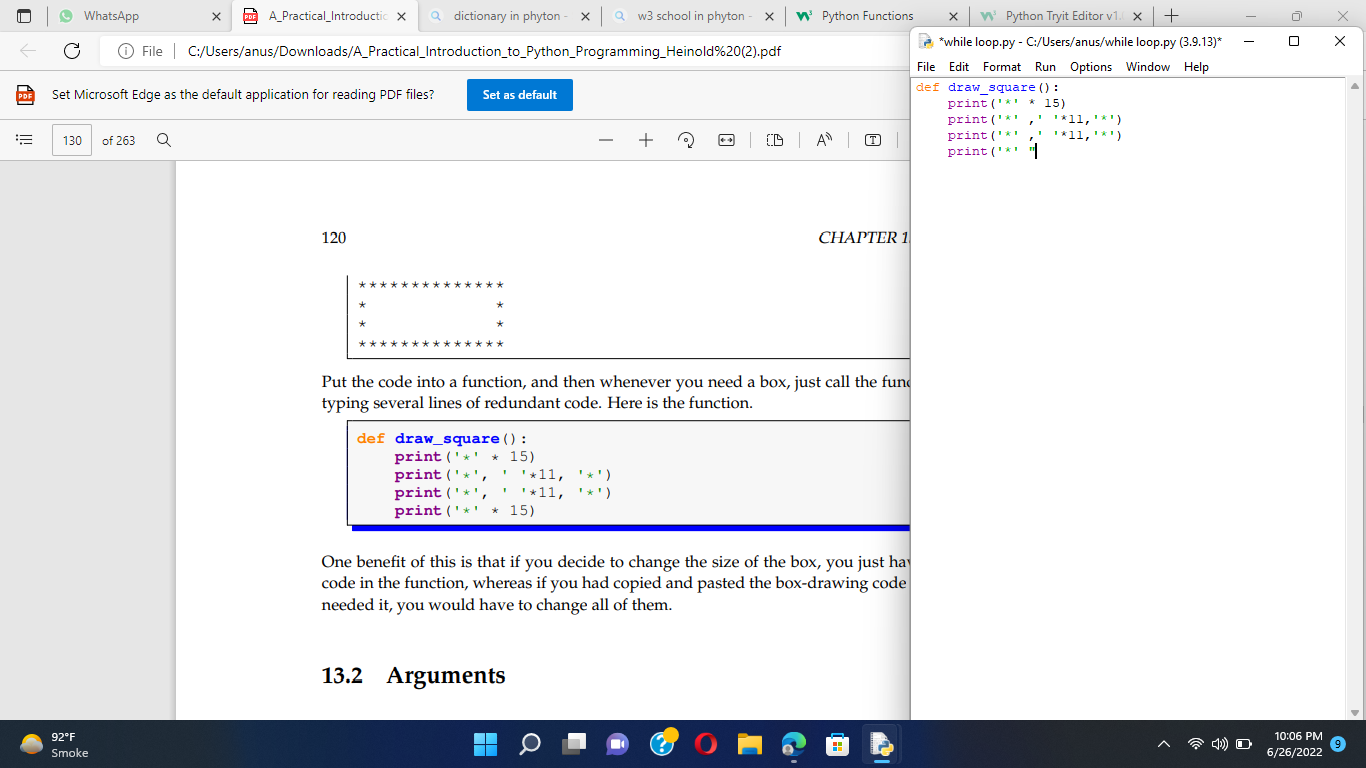 WhatsApp
A_Practical_Introductic
dictionary in phyton -
w3 school in phyton -
Python Functions
Python Tryit Editor v1.
File
C:/Users/anus/Downloads/A_Practical_Introduction_to_Python_Programming_Heinold%20(2).pdf
PDF
Set Microsoft Edge as the default application for reading PDF files?
Set as default
130 of 263
120
CHAPTER 1
**************
* *
* *
**************
Put the code into a function, and then whenever you need a box, just call the func
typing several lines of redundant code. Here is the function.
def draw_square():
    print('*' * 15)
    print('*', ' '*11, '*')
    print('*', ' '*11, '*')
    print('*' * 15)
One benefit of this is that if you decide to change the size of the box, you just hav
code in the function, whereas if you had copied and pasted the box-drawing code
needed it, you would have to change all of them.
13.2 Arguments
*while loop.py - C:/Users/anus/while loop.py (3.9.13)*
File Edit Format Run Options Window Help
def draw_square():
    print('*' * 15)
    print('*' ,' '*11,'*')
    print('*' ,' '*11,'*')
    print('*' "
92°F
Smoke
10:06 PM
6/26/2022
9